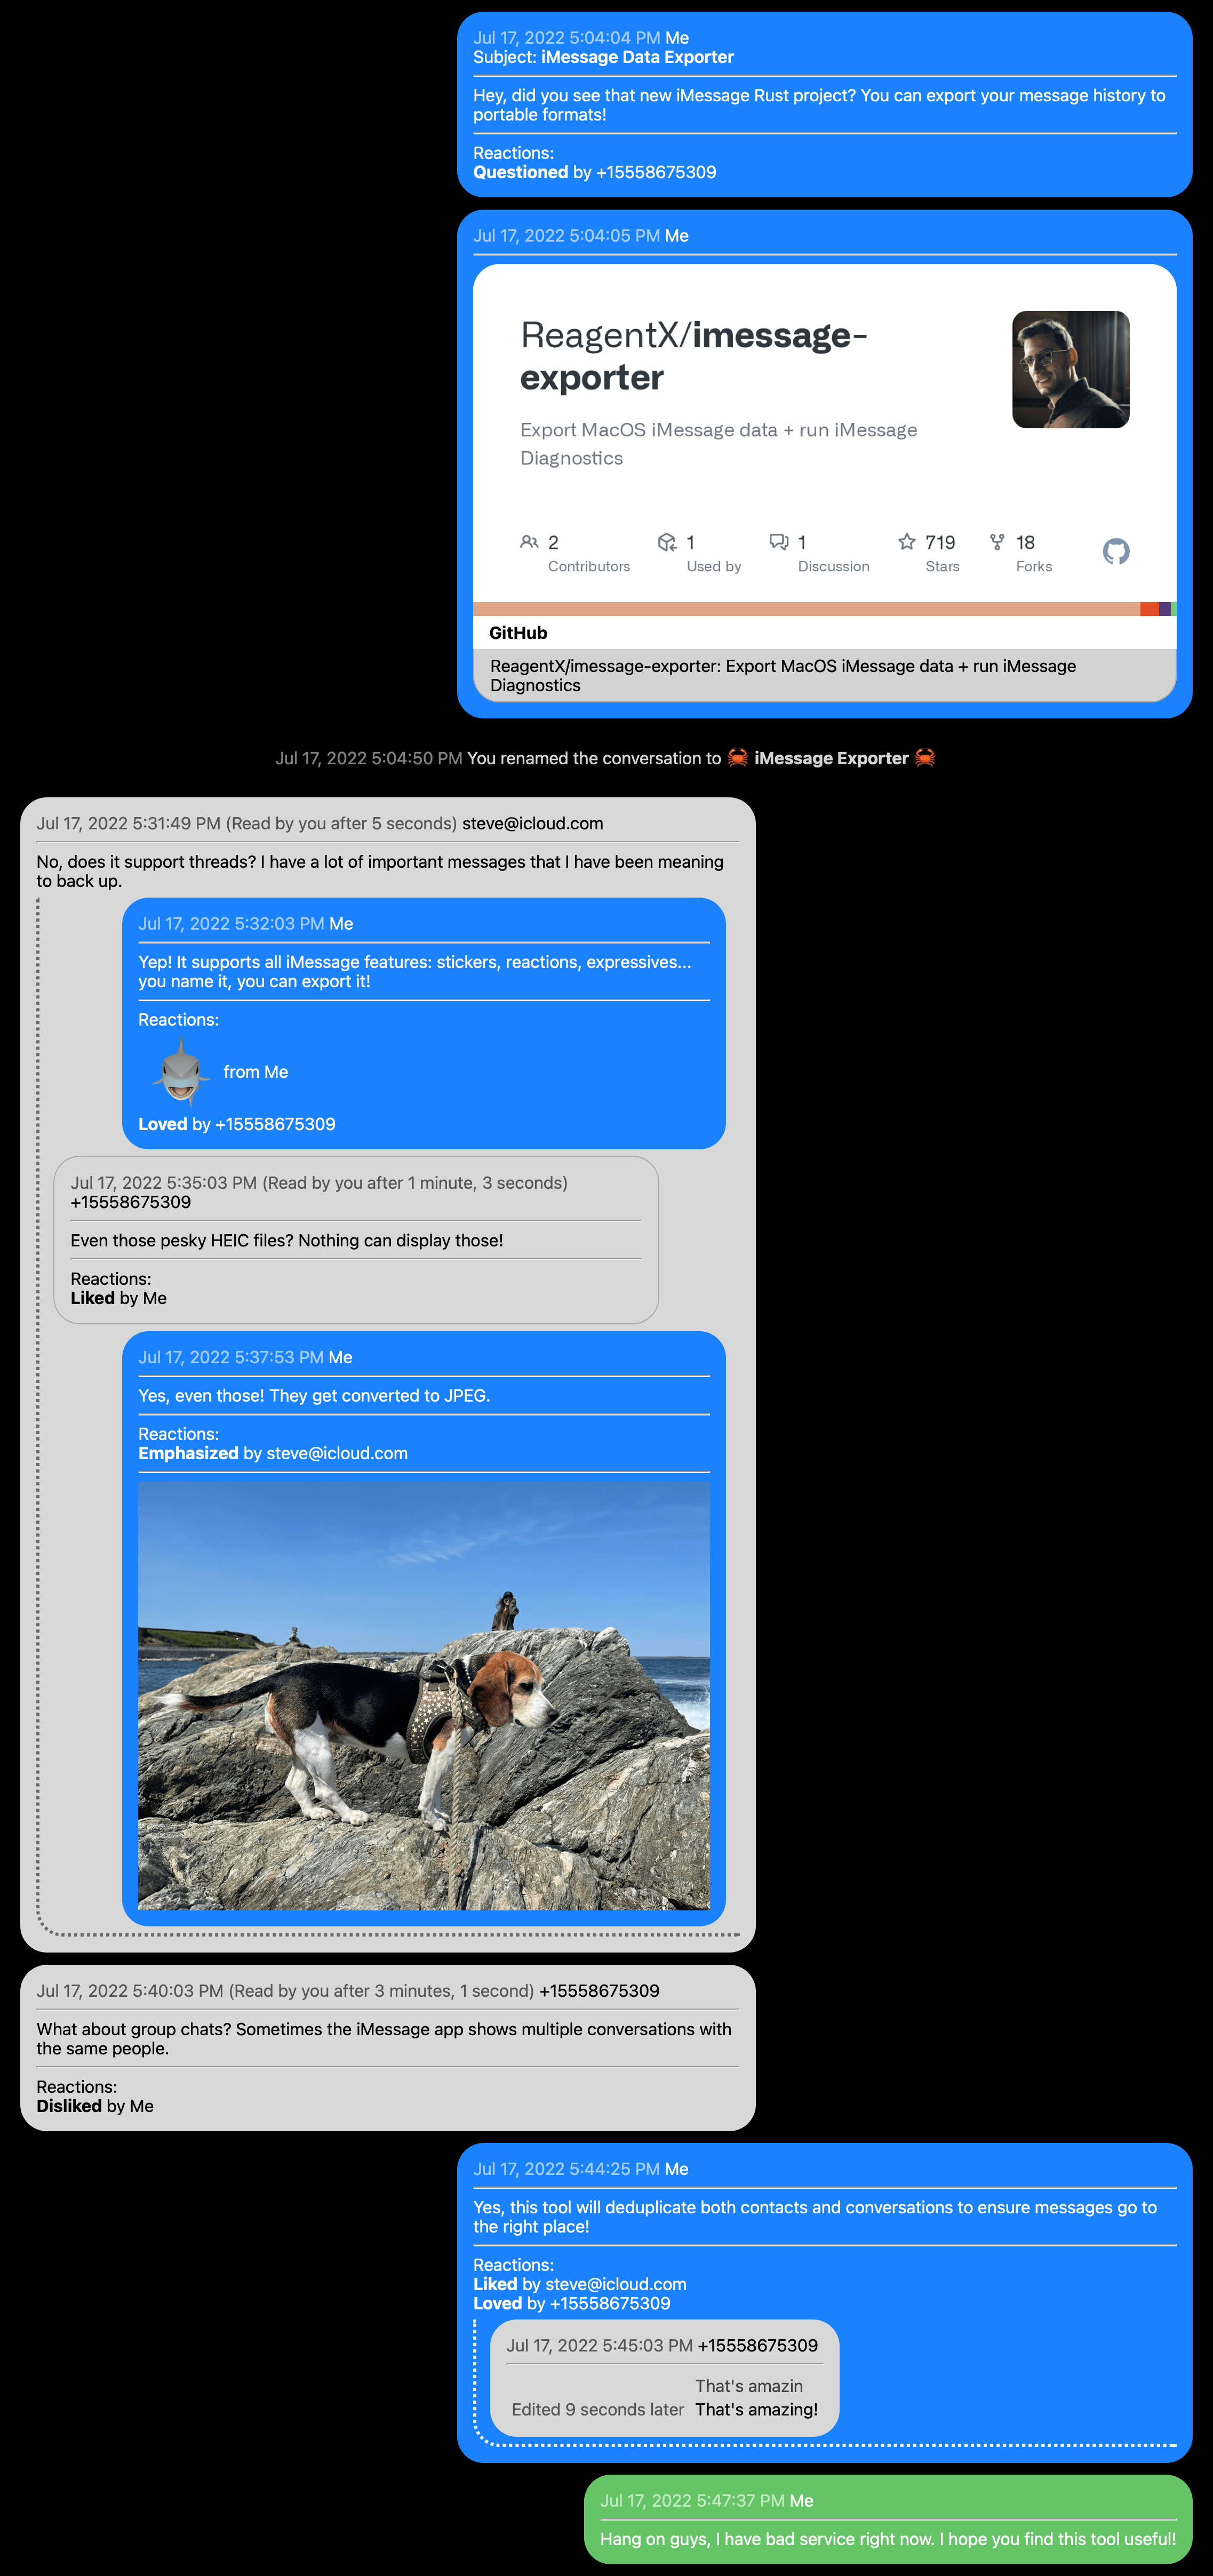 Jul 17, 2022 5:04:04 PM Me
Subject: iMessage Data Exporter
Hey, did you see that new iMessage Rust project? You can export your message history to
portable formats!
Reactions:
Questioned by +15558675309
Jul 17, 2022 5:04:05 PM Me
ReagentX/imessage-
exporter
Export MacOS iMessage data + run iMessage
Diagnostics
2 1 1 719 18
Contributors Used by Discussion Stars Forks
GitHub
ReagentX/imessage-exporter: Export MacOS iMessage data + run iMessage
Diagnostics
Jul 17, 2022 5:04:50 PM You renamed the conversation to 🦀 iMessage Exporter 🦀
Jul 17, 2022 5:31:49 PM (Read by you after 5 seconds) steve@icloud.com
No, does it support threads? I have a lot of important messages that I have been meaning
to back up.
Jul 17, 2022 5:32:03 PM Me
Yep! It supports all iMessage features: stickers, reactions, expressives...
you name it, you can export it!
Reactions:
from Me
Loved by +15558675309
Jul 17, 2022 5:35:03 PM (Read by you after 1 minute, 3 seconds)
+15558675309
Even those pesky HEIC files? Nothing can display those!
Reactions:
Liked by Me
Jul 17, 2022 5:37:53 PM Me
Yes, even those! They get converted to JPEG.
Reactions:
Emphasized by steve@icloud.com
Jul 17, 2022 5:40:03 PM (Read by you after 3 minutes, 1 second) +15558675309
What about group chats? Sometimes the iMessage app shows multiple conversations with
the same people.
Reactions:
Disliked by Me
Jul 17, 2022 5:44:25 PM Me
Yes, this tool will deduplicate both contacts and conversations to ensure messages go to
the right place!
Reactions:
Liked by steve@icloud.com
Loved by +15558675309
Jul 17, 2022 5:45:03 PM +15558675309
That's amazin
Edited 9 seconds later That's amazing!
Jul 17, 2022 5:47:37 PM Me
Hang on guys, I have bad service right now. I hope you find this tool useful!